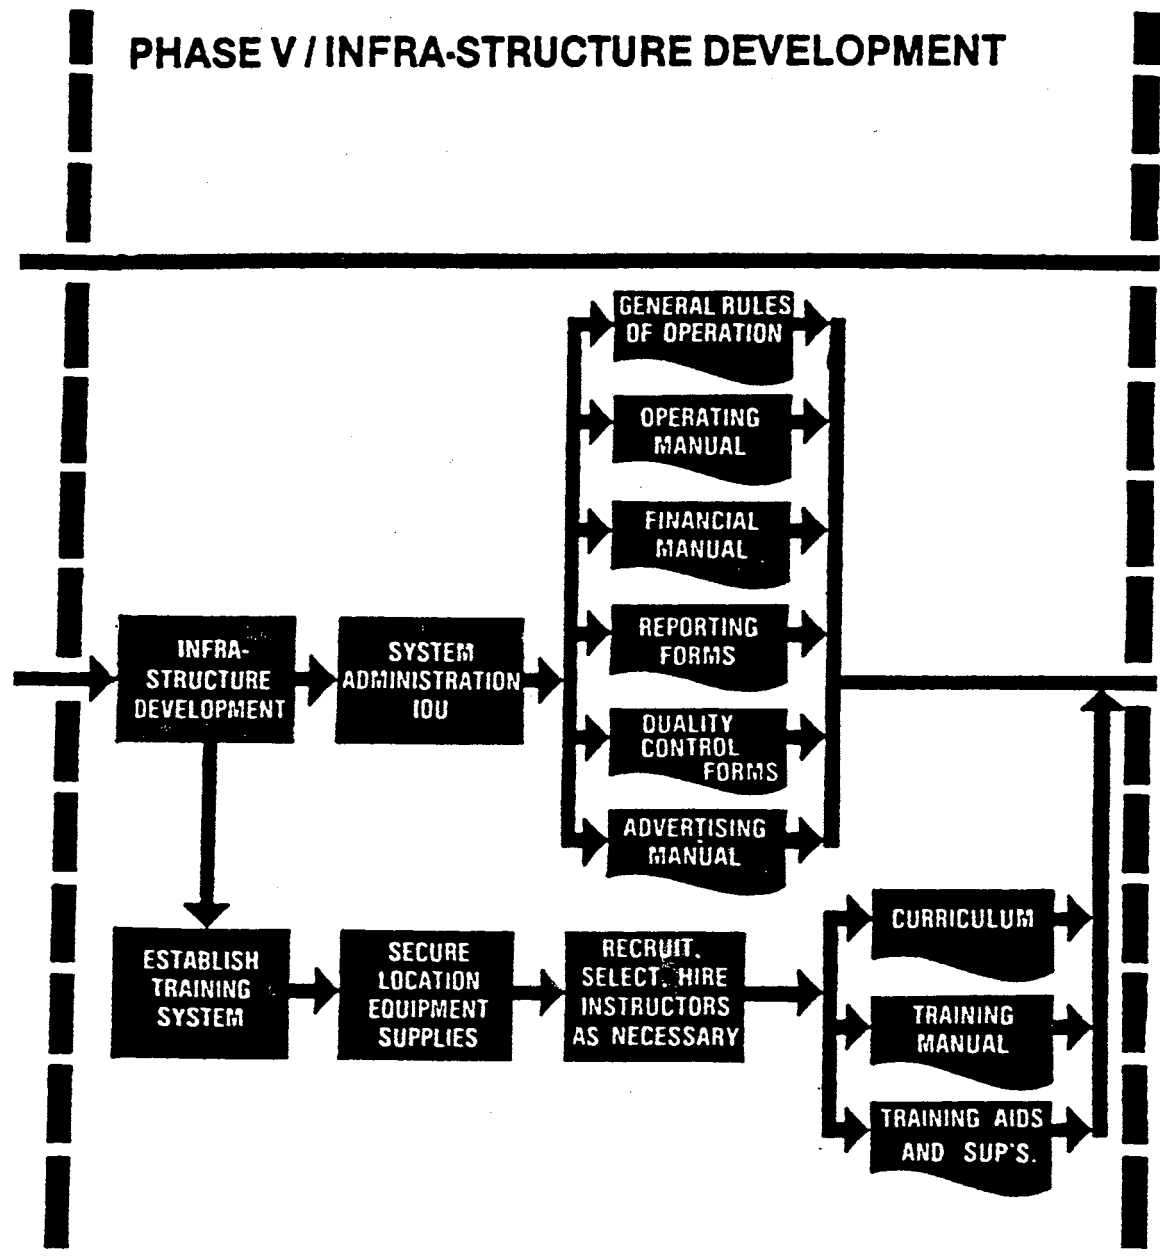 PHASE V / INFRA-STRUCTURE DEVELOPMENT
GENERAL RULES
OF OPERATION
OPERATING
MANUAL
FINANCIAL
MANUAL
REPORTING
FORMS
QUALITY
CONTROL
FORMS
ADVERTISING
MANUAL
INFRA-
STRUCTURE
DEVELOPMENT
SYSTEM
ADMINISTRATION
IOU
ESTABLISH
TRAINING
SYSTEM
SECURE
LOCATION
EQUIPMENT
SUPPLIES
RECRUIT.
SELECT. HIRE
INSTRUCTORS
AS NECESSARY
CURRICULUM
TRAINING
MANUAL
TRAINING AIDS
AND SUP'S.